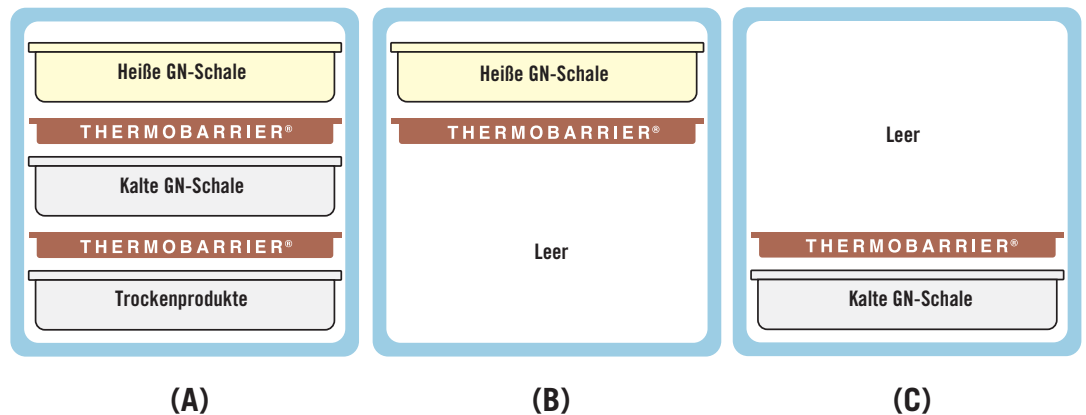 Heiße GN-Schale
THERMOBARRIER®
Kalte GN-Schale
THERMOBARRIER®
Trockenprodukte
(A)
Heiße GN-Schale
THERMOBARRIER®
Leer
(B)
Leer
THERMOBARRIER®
Kalte GN-Schale
(C)